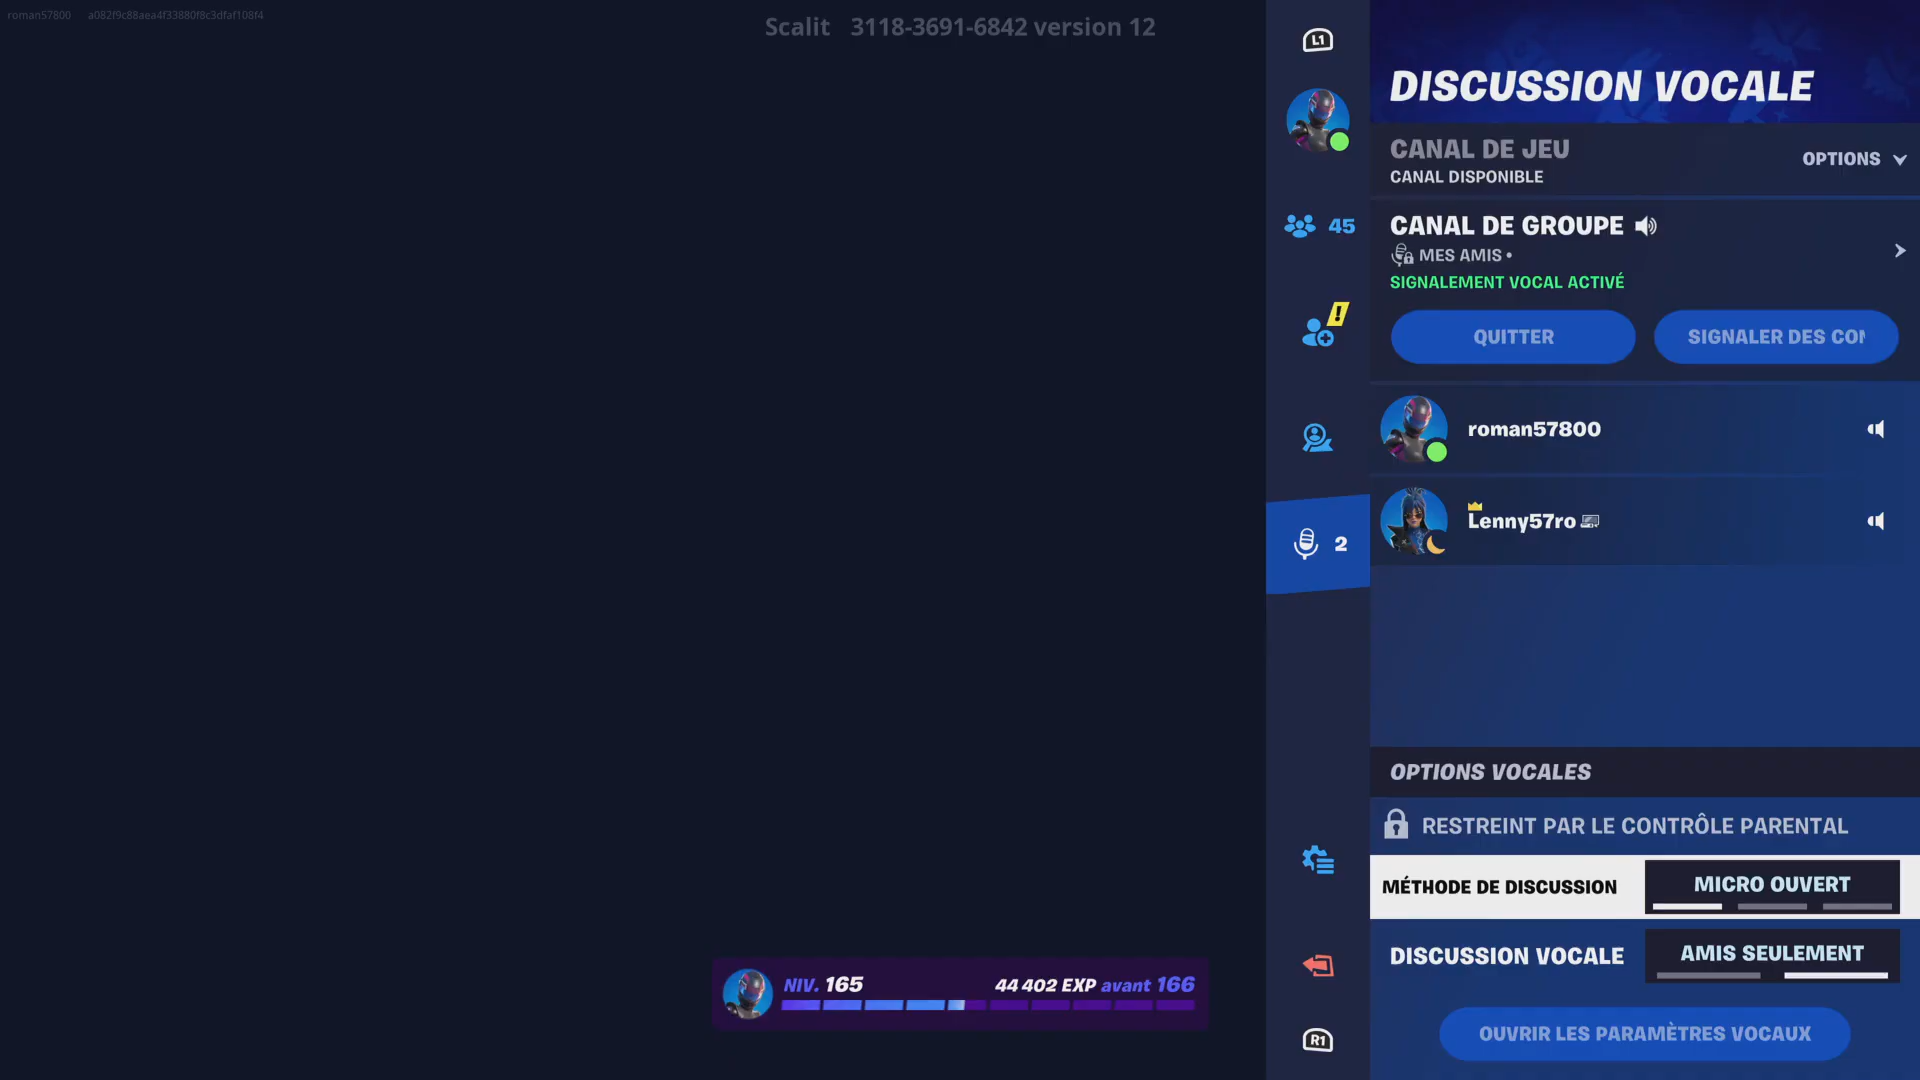 roman57800 a082f9c88aea4f33880f8c3dfaf108f4
Scalit 3118-3691-6842 version 12
L1
DISCUSSION VOCALE
CANAL DE JEU
CANAL DISPONIBLE
OPTIONS
45
CANAL DE GROUPE
MES AMIS •
SIGNALEMENT VOCAL ACTIVÉ
QUITTER
SIGNALER DES COM
!
roman57800
Lenny57ro
2
OPTIONS VOCALES
RESTREINT PAR LE CONTRÔLE PARENTAL
MÉTHODE DE DISCUSSION
MICRO OUVERT
DISCUSSION VOCALE
AMIS SEULEMENT
NIV. 165
44 402 EXP avant 166
R1
OUVRIR LES PARAMÈTRES VOCAUX